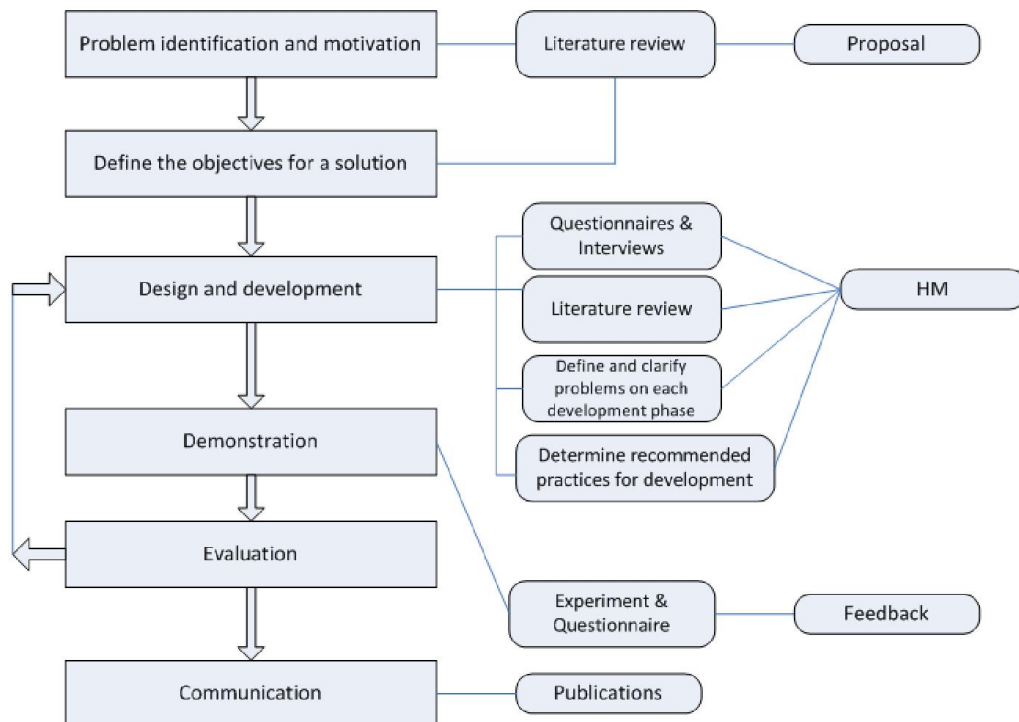 Problem identification and motivation
Literature review
Proposal
Define the objectives for a solution
Questionnaires &
Interviews
Design and development
HM
Literature review
Define and clarify
problems on each
development phase
Demonstration
Determine recommended
practices for development
Evaluation
Experiment &
Questionnaire
Feedback
Communication
Publications